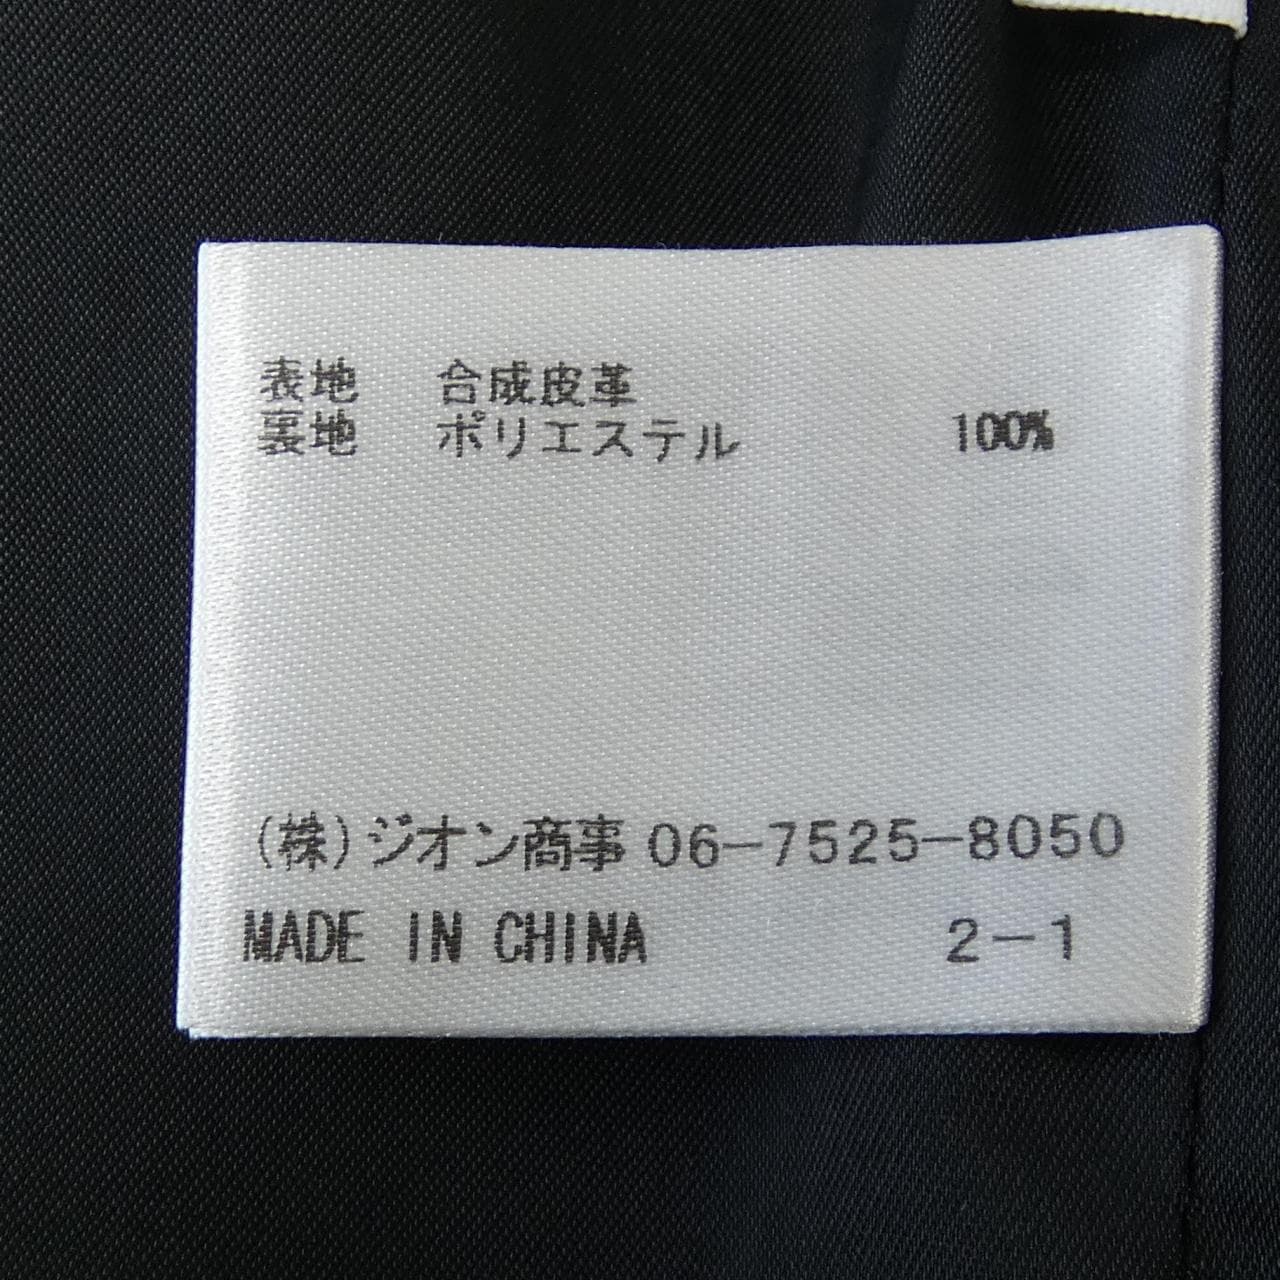 表地 合成皮革
裏地 ポリエステル 100%
(株)ジオン商事 06-7525-8050
MADE IN CHINA 2-1